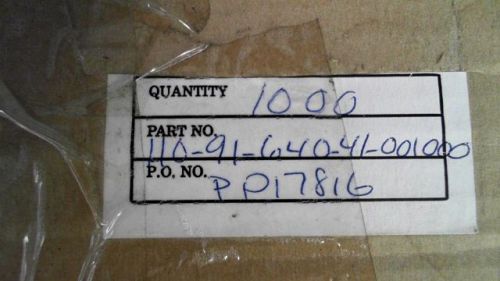 QUANTITY 1000
PART NO. 110-91-640-41-001000
P.O. NO. PP17816